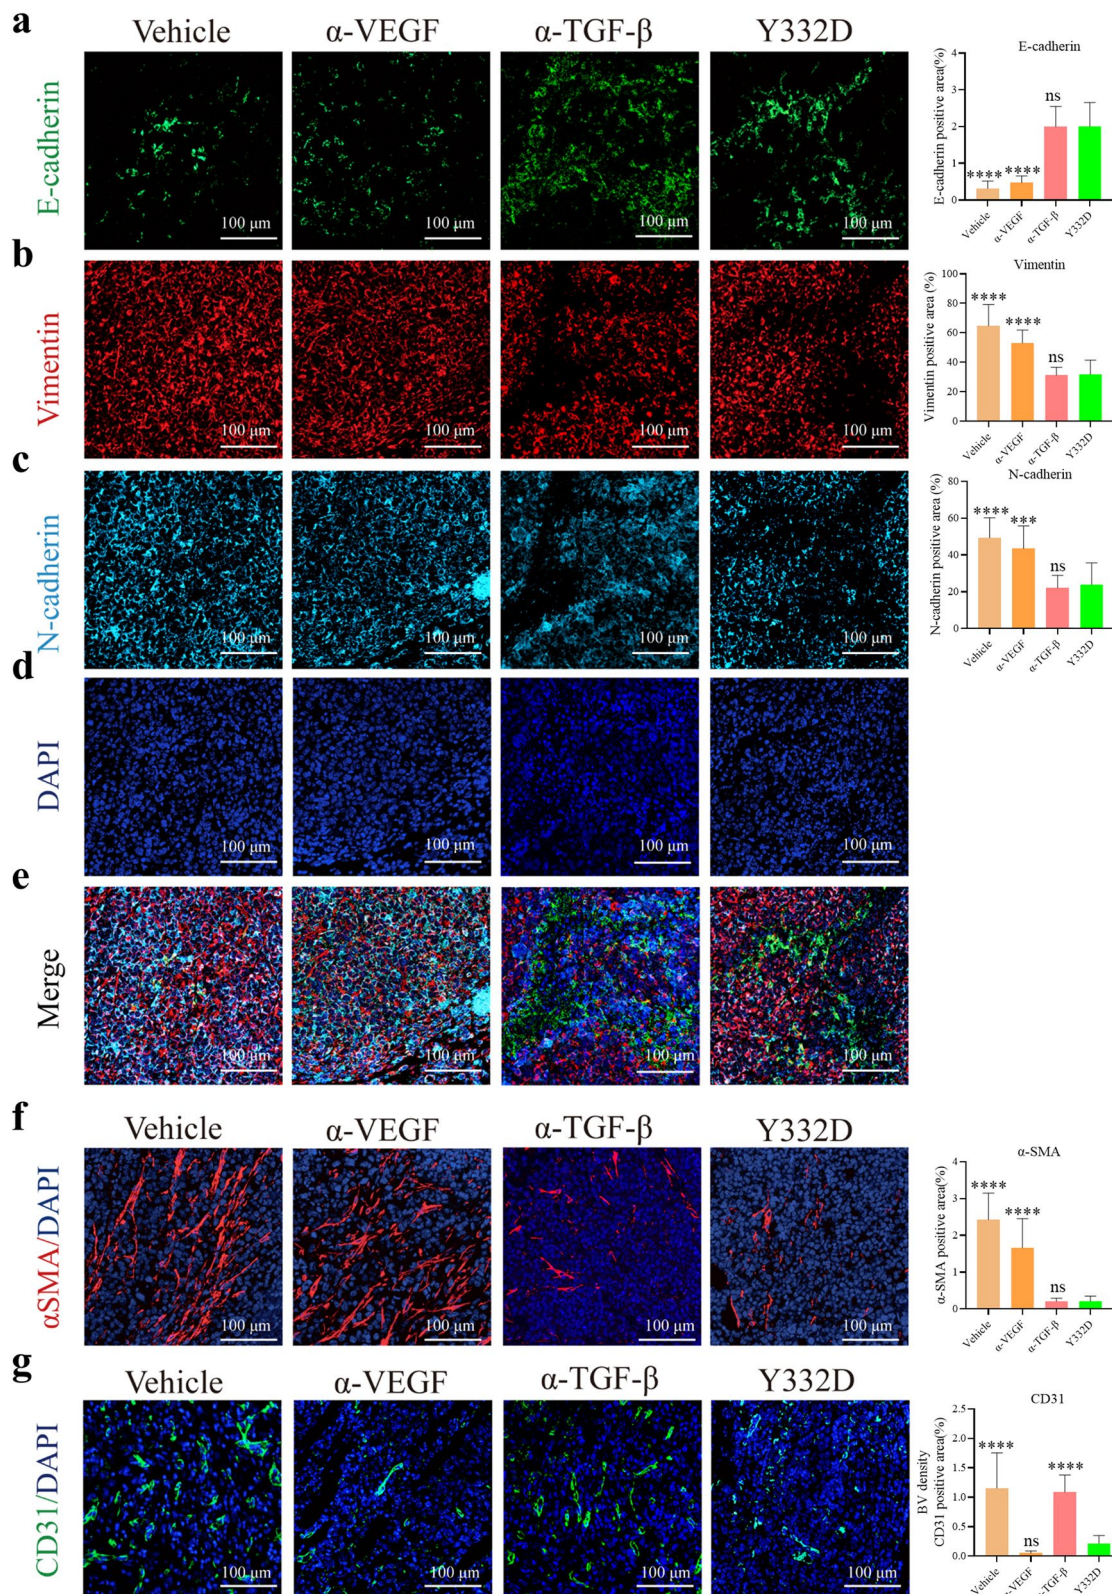 a
Vehicle α-VEGF α-TGF-β Y332D
E-cadherin
100 μm 100 μm 100 μm 100 μm
E-cadherin
E-cadherin positive area(%)
4
3
2
1
0
**** **** ns
Vehicle α-VEGF α-TGF-β Y332D
b
Vimentin
100 μm 100 μm 100 μm 100 μm
Vimentin
Vimentin positive area (%)
100
80
60
40
20
0
**** **** ns
Vehicle α-VEGF α-TGF-β Y332D
c
N-cadherin
100 μm 100 μm 100 μm 100 μm
N-cadherin
N-cadherin positive area (%)
80
60
40
20
0
**** *** ns
Vehicle α-VEGF α-TGF-β Y332D
d
DAPI
100 μm 100 μm 100 μm 100 μm
e
Merge
100 μm 100 μm 100 μm 100 μm
f
Vehicle α-VEGF α-TGF-β Y332D
αSMA/DAPI
100 μm 100 μm 100 μm 100 μm
α-SMA
α-SMA positive area(%)
4
3
2
1
0
**** **** ns
Vehicle α-VEGF α-TGF-β Y332D
g
Vehicle α-VEGF α-TGF-β Y332D
CD31/DAPI
100 μm 100 μm 100 μm 100 μm
CD31
BV density
CD31 positive area(%)
2.5
2.0
1.5
1.0
0.5
0.0
**** ns ****
Vehicle α-VEGF α-TGF-β Y332D